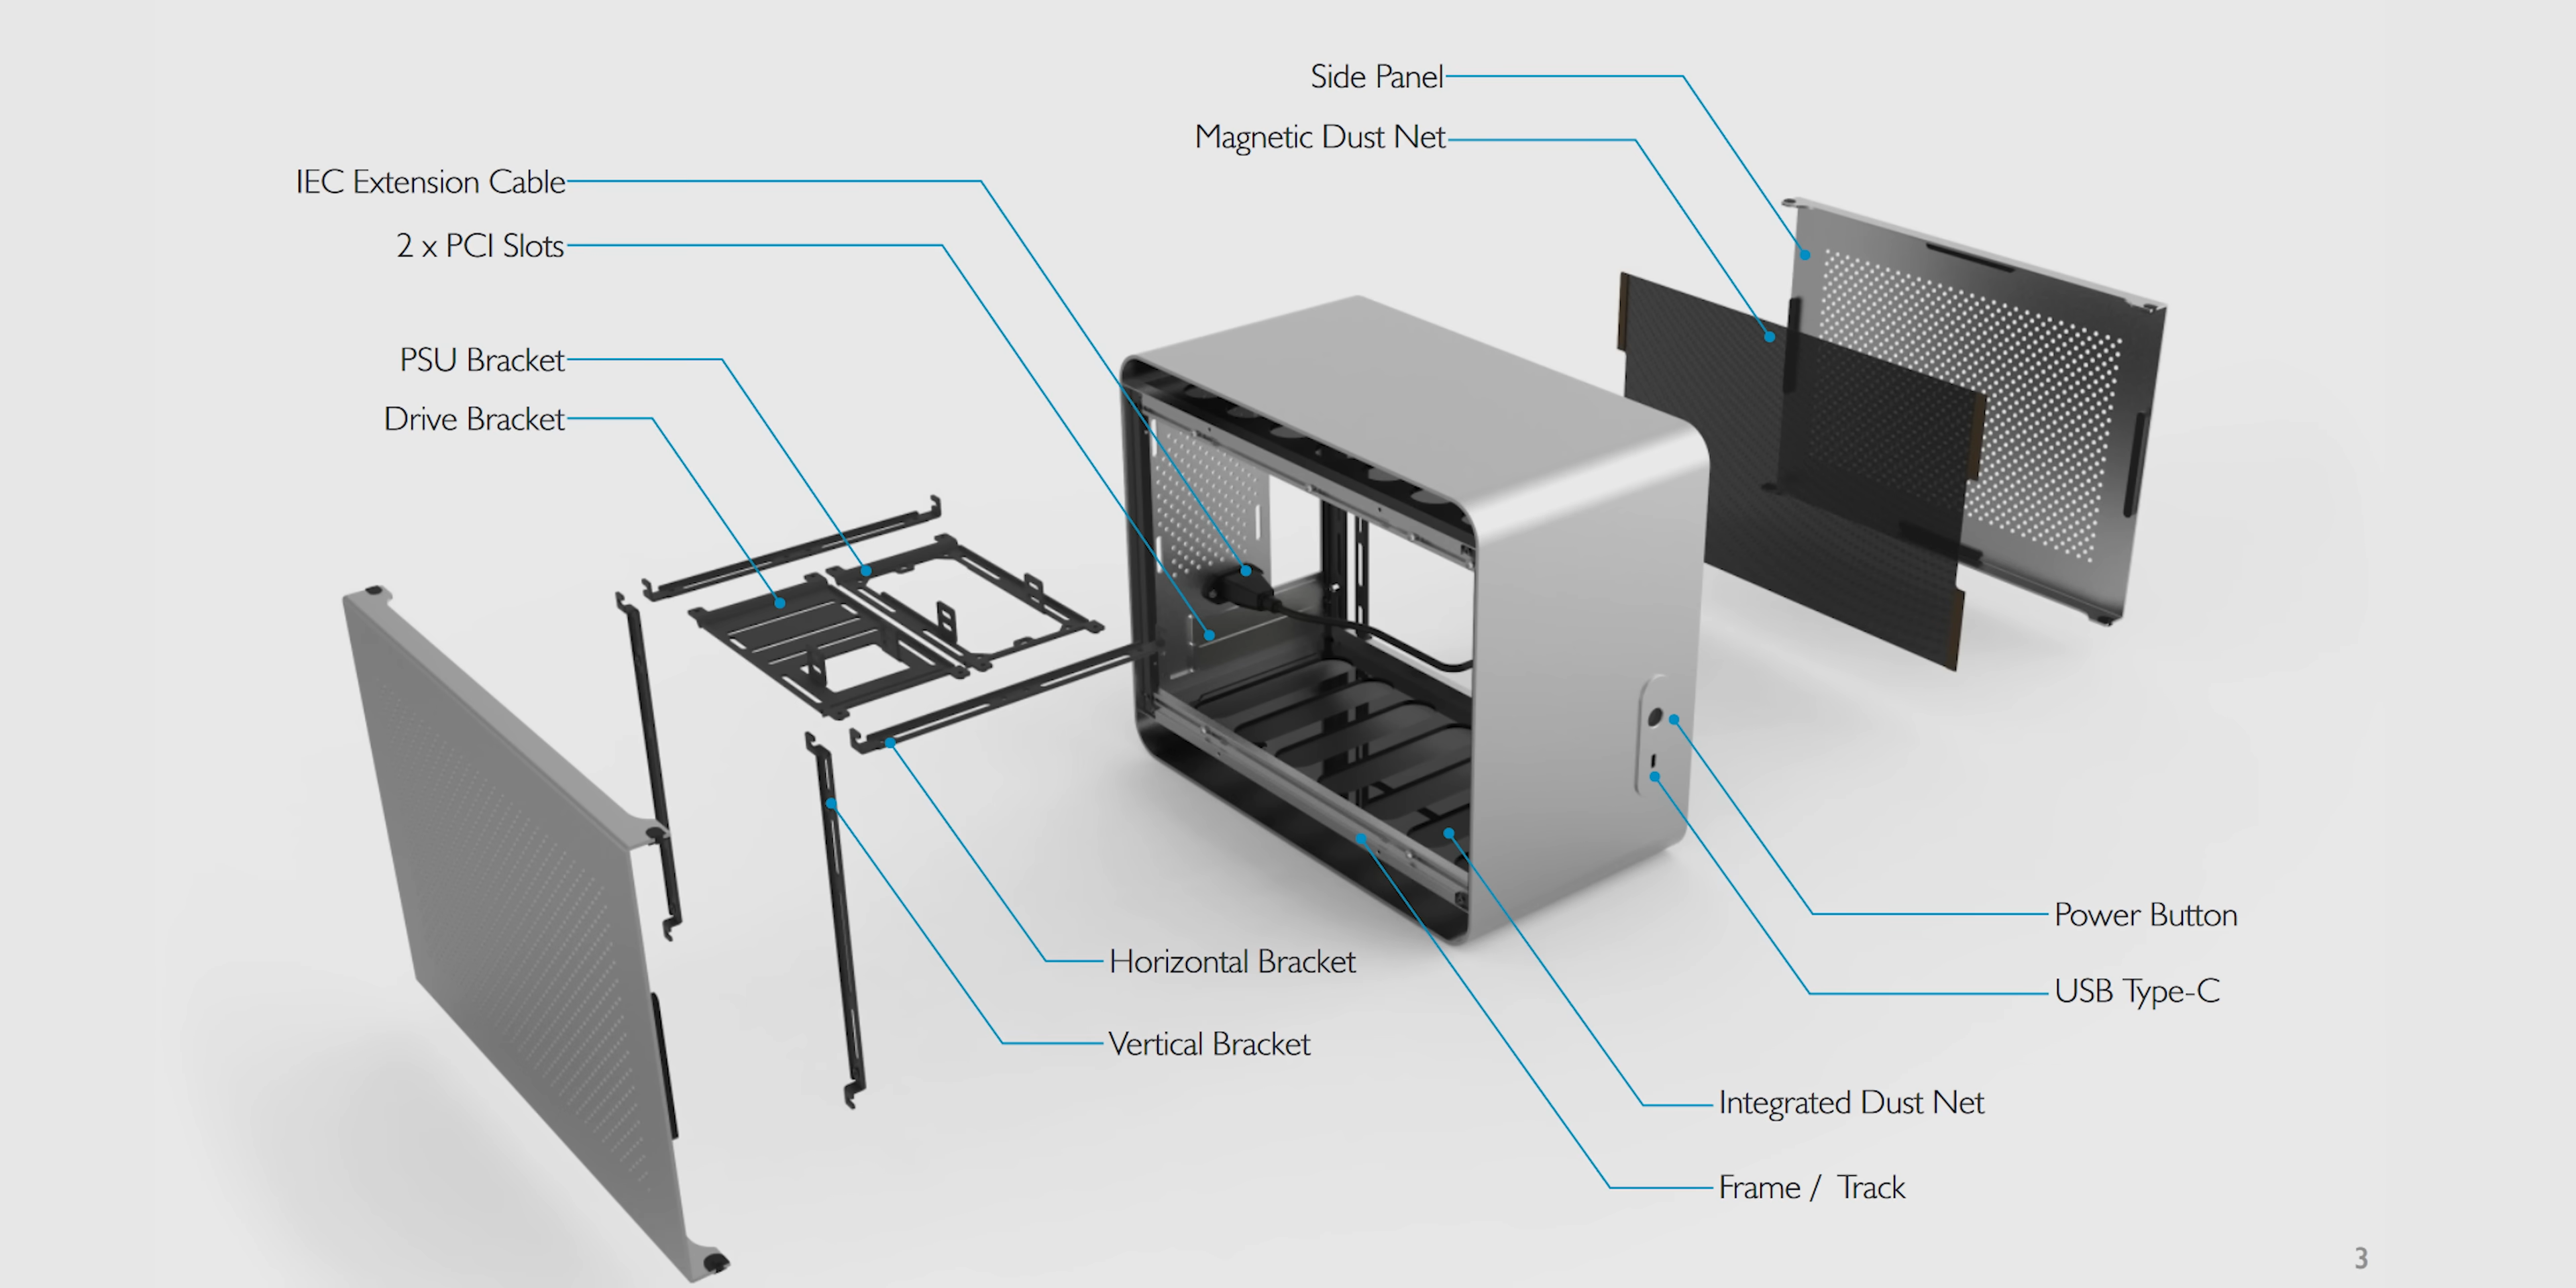 Side Panel
Magnetic Dust Net
IEC Extension Cable
2 x PCI Slots
PSU Bracket
Drive Bracket
Power Button
Horizontal Bracket
USB Type-C
Vertical Bracket
Integrated Dust Net
Frame / Track
3